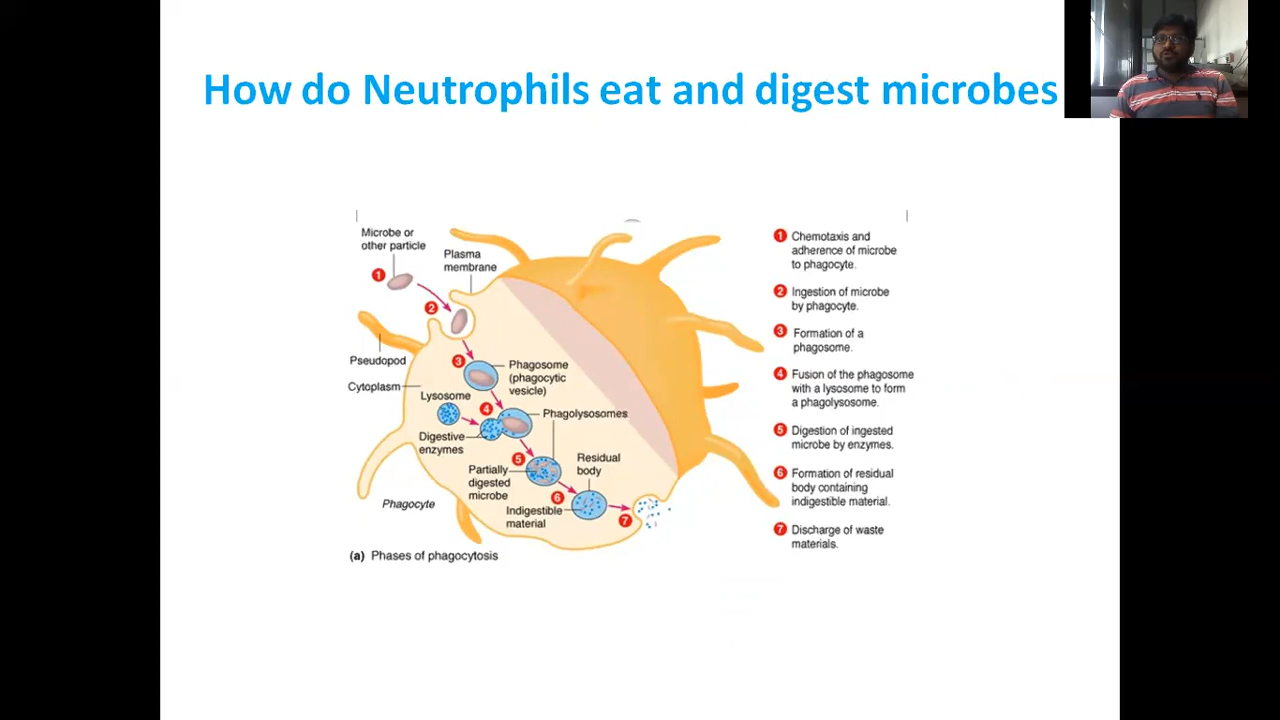 How do Neutrophils eat and digest microbes
Microbe or
other particle
Plasma
membrane
1
2
Pseudopod
3
Phagosome
(phagocytic
vesicle)
Cytoplasm
Lysosome
4
Phagolysosomes
Digestive
enzymes
5
Partially
digested
microbe
Residual
body
6
Indigestible
material
7
Phagocyte
(a) Phases of phagocytosis
1 Chemotaxis and
adherence of microbe
to phagocyte.
2 Ingestion of microbe
by phagocyte.
3 Formation of a
phagosome.
4 Fusion of the phagosome
with a lysosome to form
a phagolysosome.
5 Digestion of ingested
microbe by enzymes.
6 Formation of residual
body containing
indigestible material.
7 Discharge of waste
materials.